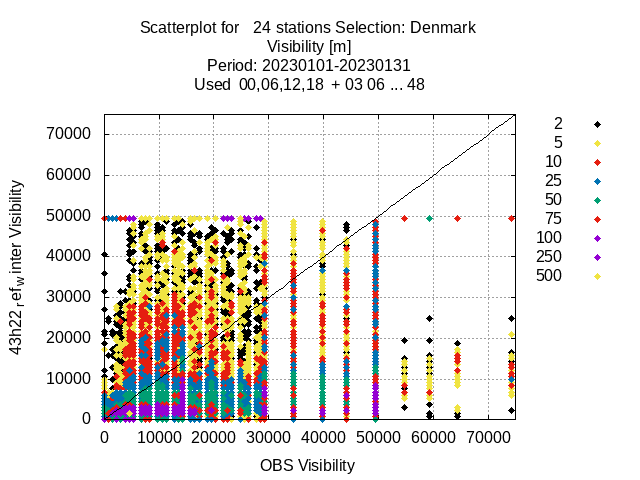 Scatterplot for 24 stations Selection: Denmark
Visibility [m]
Period: 20230101-20230131
Used 00,06,12,18 + 03 06 ... 48
70000
60000
50000
40000
30000
20000
10000
0
43h22_ref_winter Visibility
0 10000 20000 30000 40000 50000 60000 70000
OBS Visibility
2
5
10
25
50
75
100
250
500